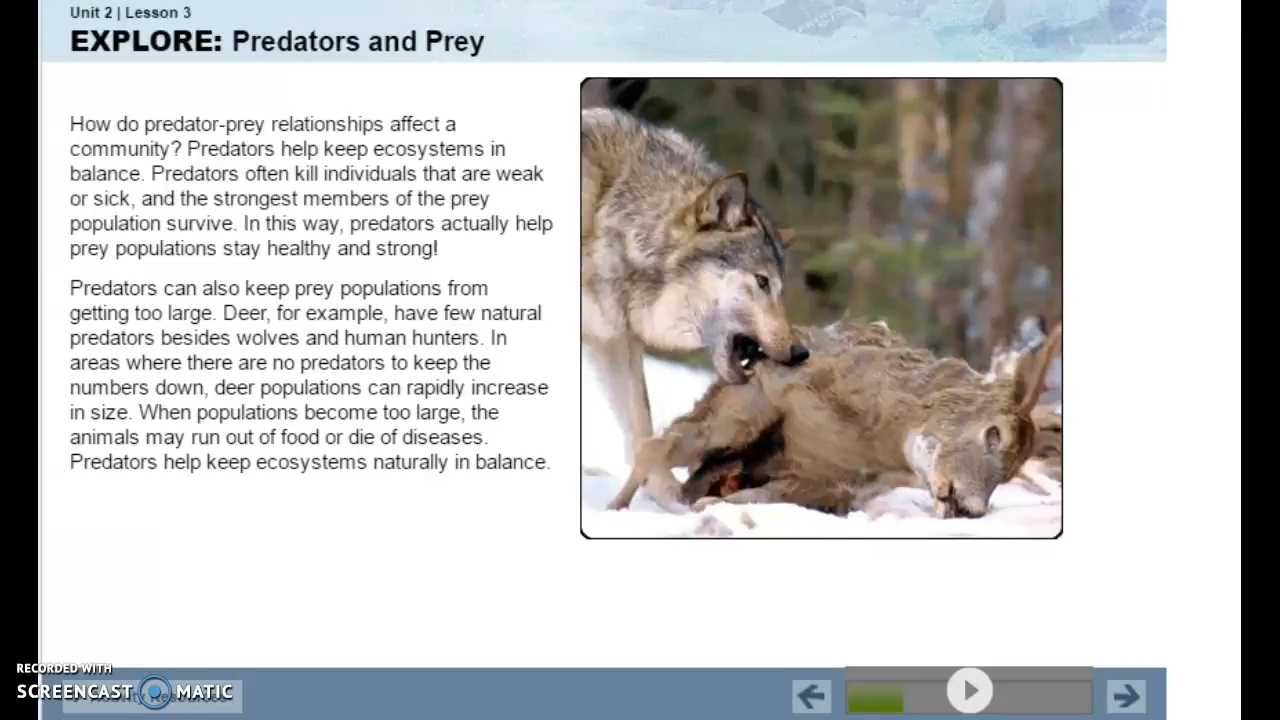 Unit 2 | Lesson 3
EXPLORE: Predators and Prey
How do predator-prey relationships affect a
community? Predators help keep ecosystems in
balance. Predators often kill individuals that are weak
or sick, and the strongest members of the prey
population survive. In this way, predators actually help
prey populations stay healthy and strong!
Predators can also keep prey populations from
getting too large. Deer, for example, have few natural
predators besides wolves and human hunters. In
areas where there are no predators to keep the
numbers down, deer populations can rapidly increase
in size. When populations become too large, the
animals may run out of food or die of diseases.
Predators help keep ecosystems naturally in balance.
RECORDED WITH
SCREENCAST MATIC